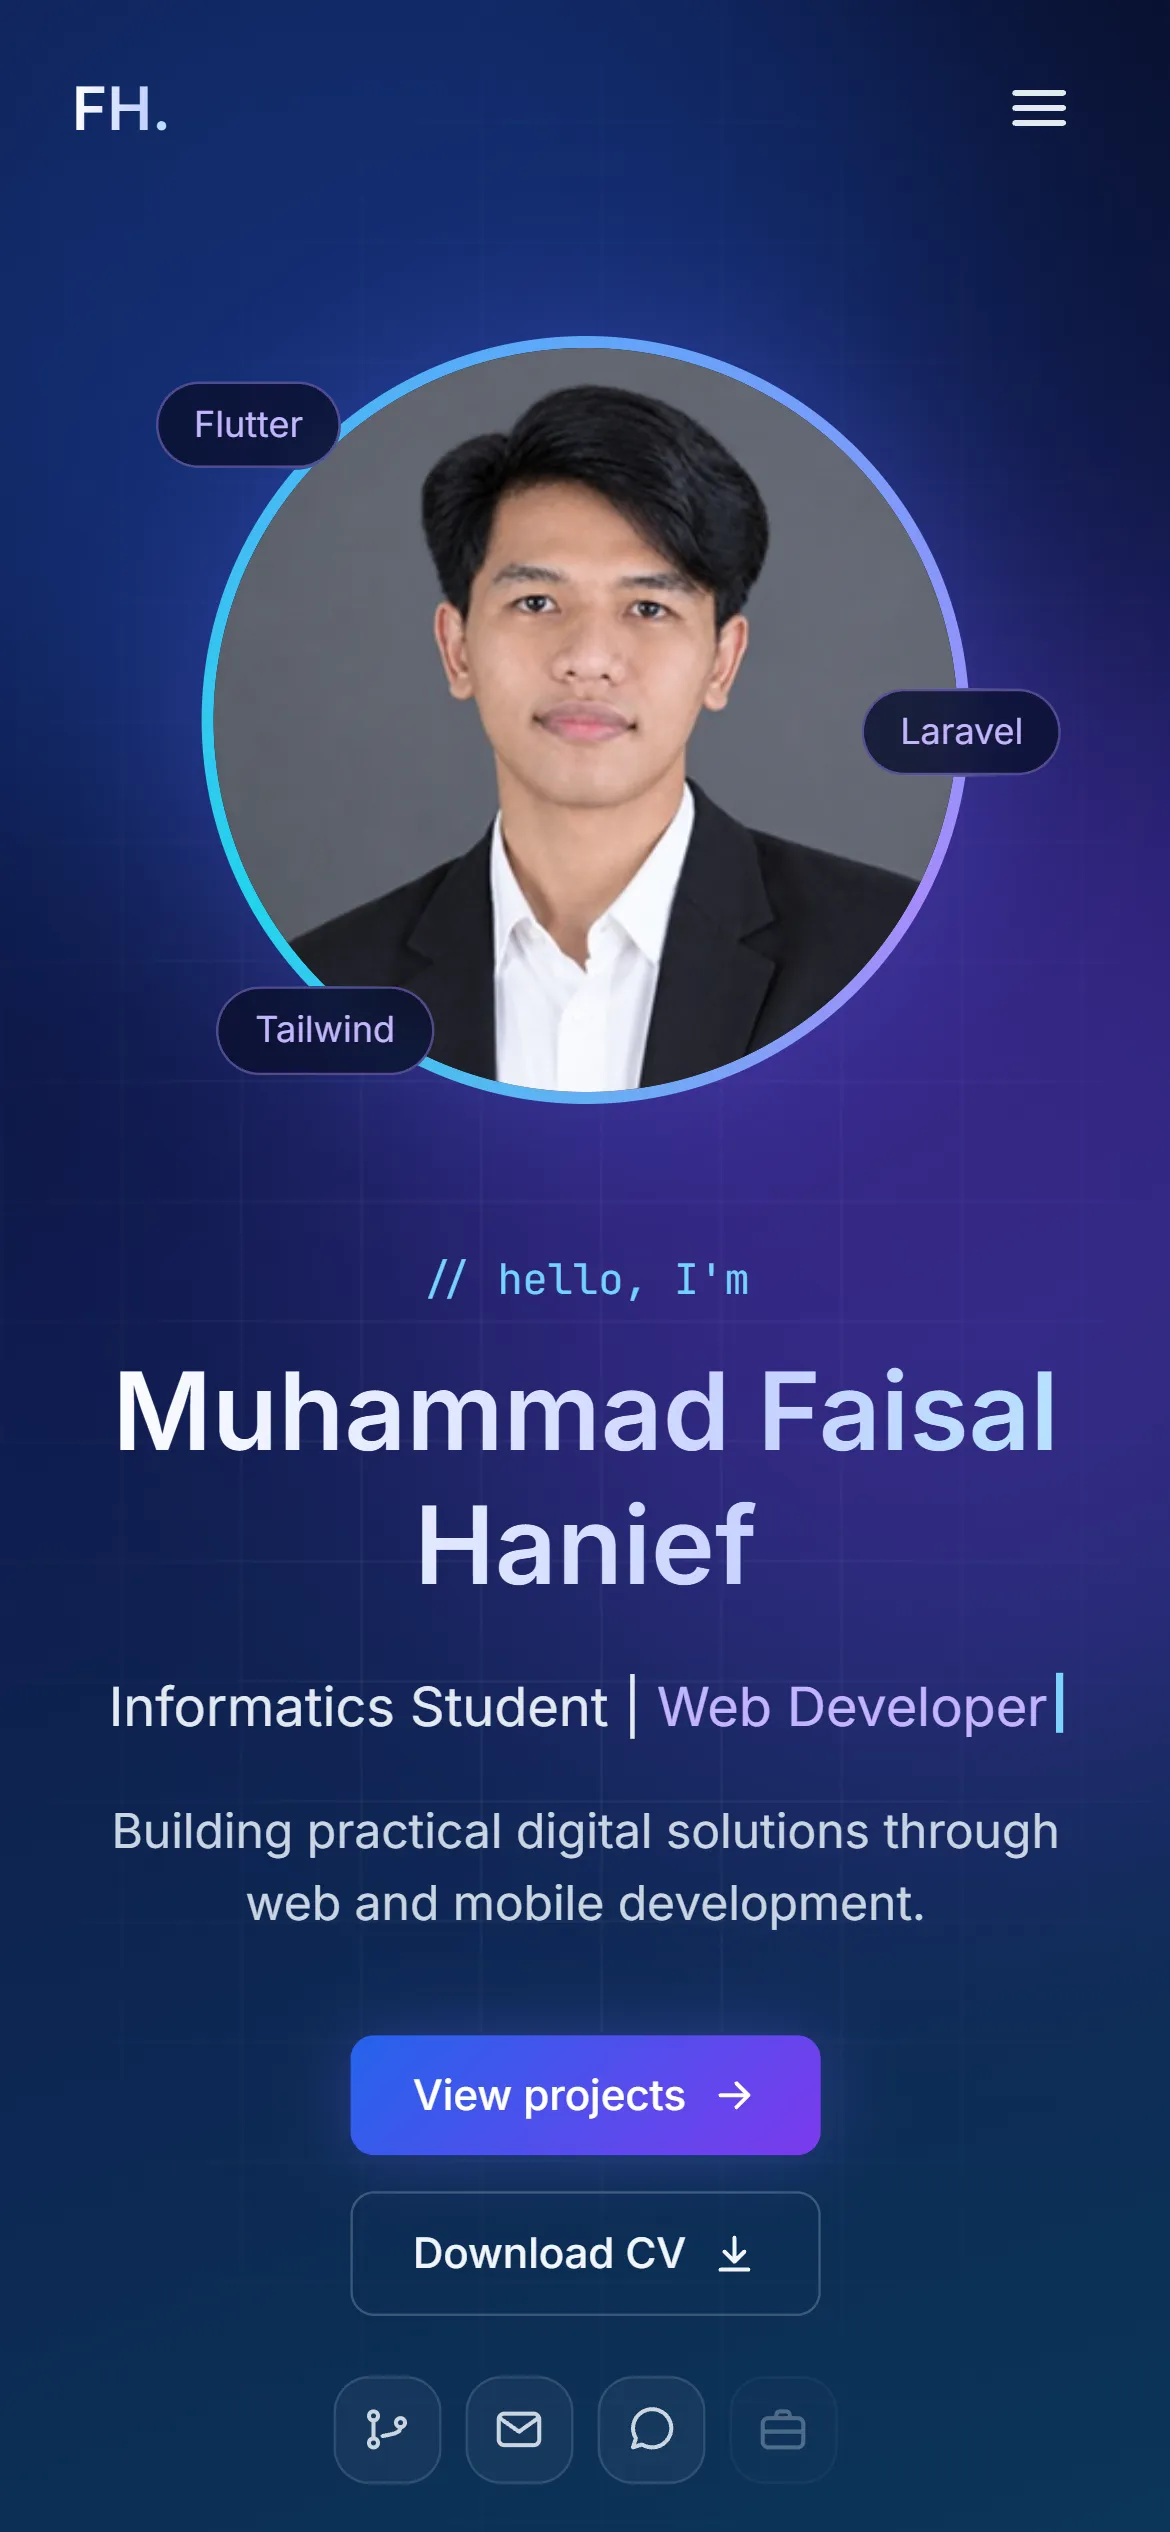 FH.
Flutter
Laravel
Tailwind
// hello, I'm
Muhammad Faisal
Hanief
Informatics Student | Web Developer
Building practical digital solutions through
web and mobile development.
View projects →
Download CV